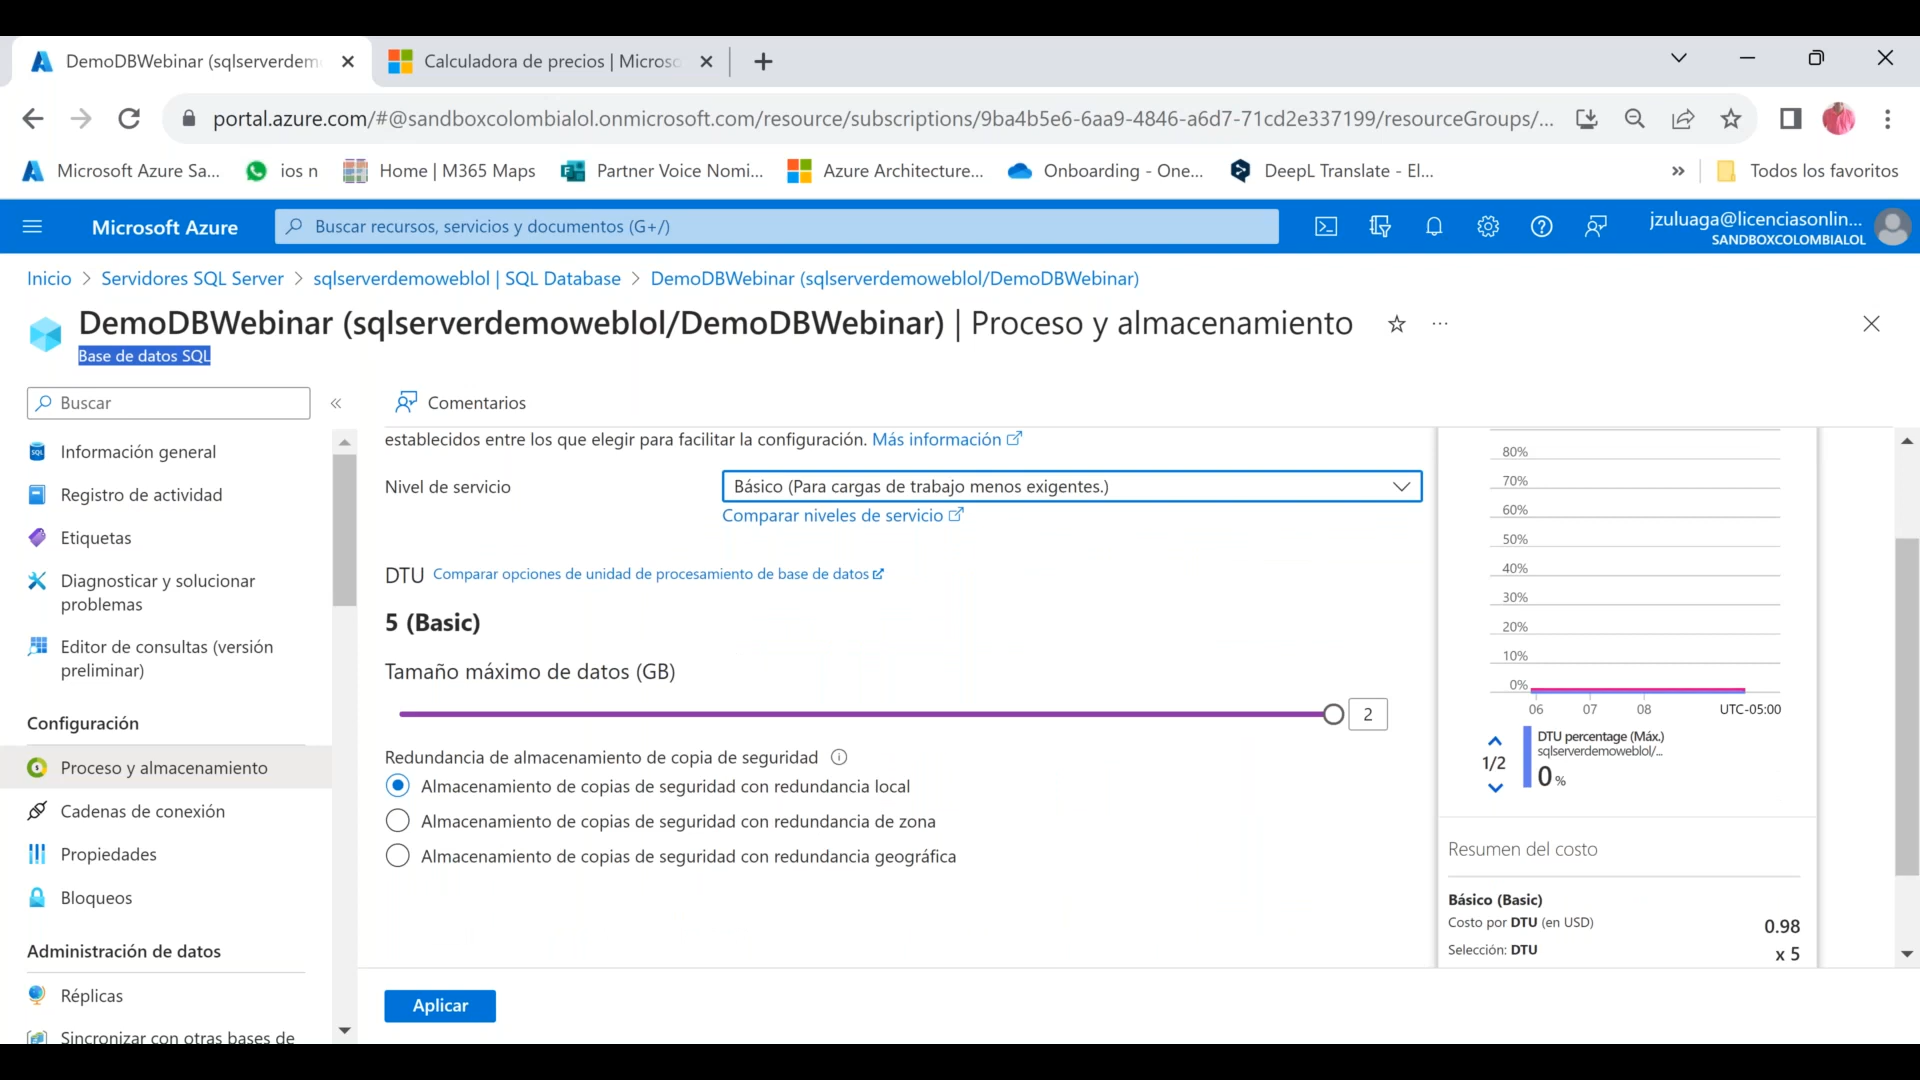 DemoDBWebinar (sqlserverdem
Calculadora de precios | Micros
portal.azure.com/#@sandboxcolombialol.onmicrosoft.com/resource/subscriptions/9ba4b5e6-6aa9-4846-a6d7-71cd2e337199/resourceGroups/...
Microsoft Azure Sa...
ios n
Home | M365 Maps
Partner Voice Nomi...
Azure Architecture...
Onboarding - One...
DeepL Translate - El...
»
Todos los favoritos
Microsoft Azure
Buscar recursos, servicios y documentos (G+/)
jzuluaga@licenciasonlin...
SANDBOXCOLOMBIALOL
Inicio > Servidores SQL Server > sqlserverdemoweblol | SQL Database > DemoDBWebinar (sqlserverdemoweblol/DemoDBWebinar)
DemoDBWebinar (sqlserverdemoweblol/DemoDBWebinar) | Proceso y almacenamiento
Base de datos SQL
Buscar
«
Información general
Registro de actividad
Etiquetas
Diagnosticar y solucionar
problemas
Editor de consultas (versión
preliminar)
Configuración
Proceso y almacenamiento
Cadenas de conexión
Propiedades
Bloqueos
Administración de datos
Réplicas
Sincronizar con otras bases de
Comentarios
establecidos entre los que elegir para facilitar la configuración. Más información
Nivel de servicio
Básico (Para cargas de trabajo menos exigentes.)
Comparar niveles de servicio
DTU Comparar opciones de unidad de procesamiento de base de datos
5 (Basic)
Tamaño máximo de datos (GB)
2
Redundancia de almacenamiento de copia de seguridad
Almacenamiento de copias de seguridad con redundancia local
Almacenamiento de copias de seguridad con redundancia de zona
Almacenamiento de copias de seguridad con redundancia geográfica
Aplicar
80%
70%
60%
50%
40%
30%
20%
10%
0%
06 07 08 UTC-05:00
1/2
DTU percentage (Máx.)
sqlserverdemoweblol/...
0 %
Resumen del costo
Básico (Basic)
Costo por DTU (en USD) 0.98
Selección: DTU x 5